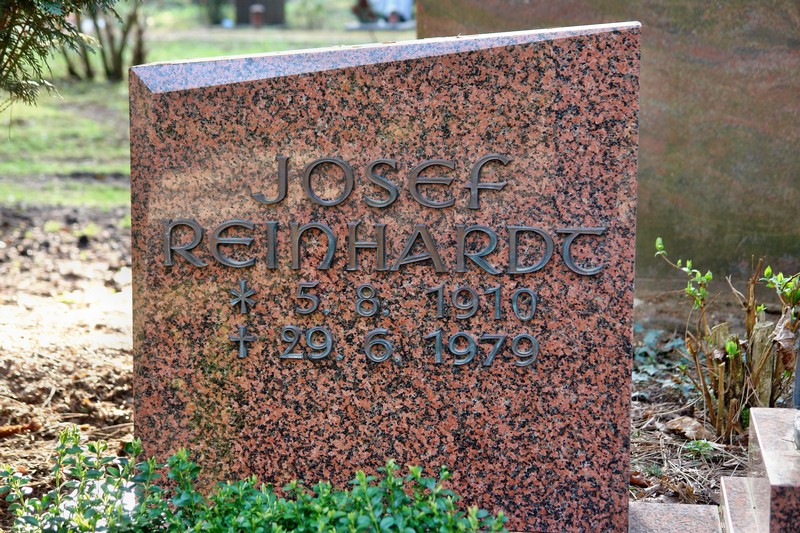 Josef
Reinhardt
* 5. 8. 1910
† 29. 6. 1979